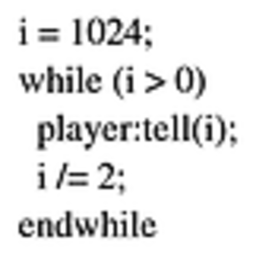 i = 1024;
while (i > 0)
player:tell(i);
i /= 2;
endwhile